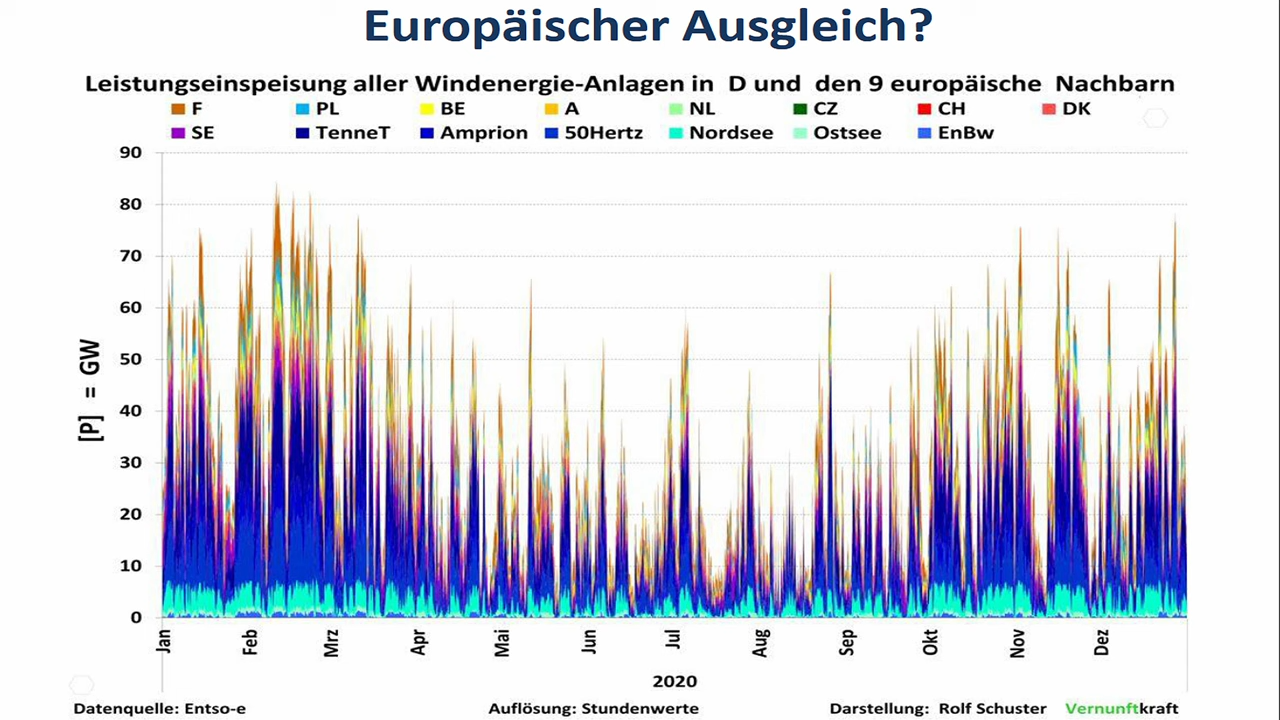 Europäischer Ausgleich?
Leistungseinspeisung aller Windenergie-Anlagen in D und den 9 europäische Nachbarn
F PL BE A NL CZ CH DK
SE TenneT Amprion 50Hertz Nordsee Ostsee EnBw
90
80
70
60
50
40
30
20
10
0
[P] = GW
Jan Feb Mrz Apr Mai Jun Jul Aug Sep Okt Nov Dez
2020
Datenquelle: Entso-e Auflösung: Stundenwerte Darstellung: Rolf Schuster Vernunftkraft